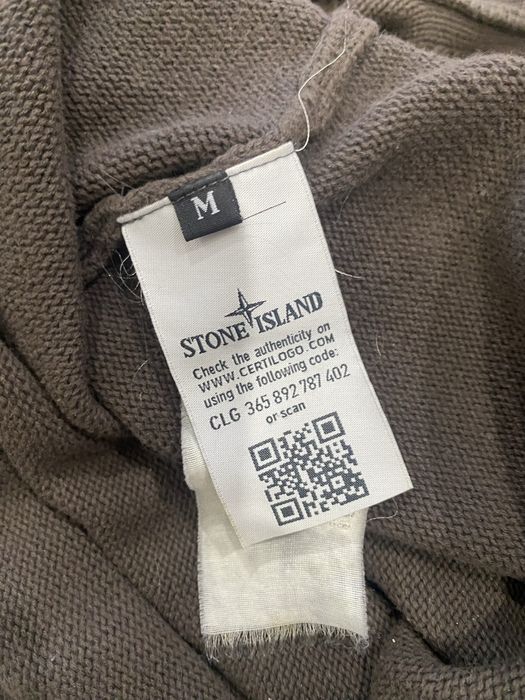 M
STONE ISLAND
Check the authenticity on
WWW.CERTILOGO.COM
using the following code:
CLG 365 892 787 402
or scan